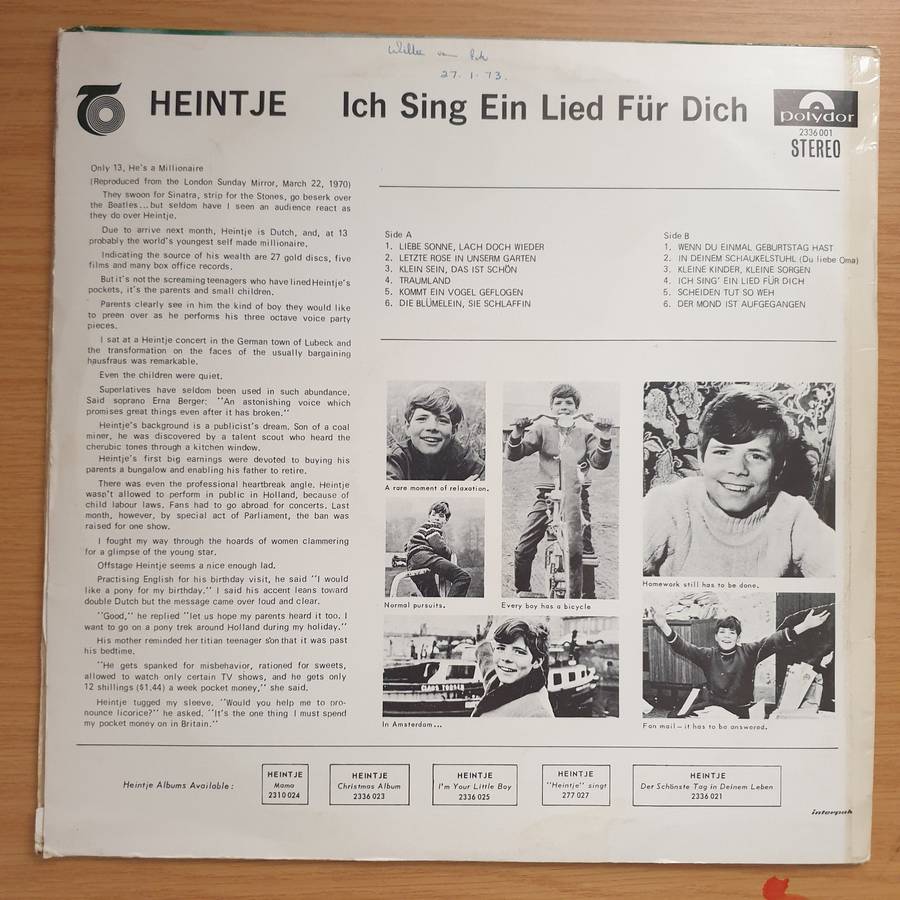 27.1.73.
HEINTJE Ich Sing Ein Lied Für Dich
polydor
2336 001
STEREO
Only 13, He's a Millionaire
(Reproduced from the London Sunday Mirror, March 22, 1970)
They swoon for Sinatra, strip for the Stones, go beserk over
the Beatles... but seldom have I seen an audience react as
they do over Heintje.
Due to arrive next month, Heintje is Dutch, and, at 13
probably the world's youngest self made millionaire.
Indicating the source of his wealth are 27 gold discs, five
films and many box office records.
But it's not the screaming teenagers who have lined Heintje's
pockets, it's the parents and small children.
Parents clearly see in him the kind of boy they would like
to preen over as he performs his three octave voice party
pieces.
I sat at a Heintje concert in the German town of Lubeck and
the transformation on the faces of the usually bargaining
hausfraus was remarkable.
Even the children were quiet.
Superlatives have seldom been used in such abundance.
Said soprano Erna Berger: "An astonishing voice which
promises great things even after it has broken."
Heintje's background is a publicist's dream. Son of a coal
miner, he was discovered by a talent scout who heard the
cherubic tones through a kitchen window.
Heintje's first big earnings were devoted to buying his
parents a bungalow and enabling his father to retire.
There was even the professional heartbreak angle. Heintje
wasn't allowed to perform in public in Holland, because of
child labour laws. Fans had to go abroad for concerts. Last
month, however, by special act of Parliament, the ban was
raised for one show.
I fought my way through the hoards of women clammering
for a glimpse of the young star.
Offstage Heintje seems a nice enough lad.
Practising English for his birthday visit, he said "I would
like a pony for my birthday." I said his accent leans toward
double Dutch but the message came over loud and clear.
"Good," he replied "let us hope my parents heard it too. I
want to go on a pony trek around Holland during my holiday."
His mother reminded her titian teenager son that it was past
his bedtime.
"He gets spanked for misbehavior, rationed for sweets,
allowed to watch only certain TV shows, and he gets only
12 shillings ($1.44) a week pocket money," she said.
Heintje tugged my sleeve. "Would you help me to pro-
nounce licorice?" he asked. "It's the one thing I must spend
my pocket money on in Britain."
Side A
1. LIEBE SONNE, LACH DOCH WIEDER
2. LETZTE ROSE IN UNSERM GARTEN
3. KLEIN SEIN, DAS IST SCHÖN
4. TRAUMLAND
5. KOMMT EIN VOGEL GEFLOGEN
6. DIE BLÜMELEIN, SIE SCHLAFFIN
Side B
1. WENN DU EINMAL GEBURTSTAG HAST
2. IN DEINEM SCHAUKELSTUHL (Du liebe Oma)
3. KLEINE KINDER, KLEINE SORGEN
4. ICH SING' EIN LIED FÜR DICH
5. SCHEIDEN TUT SO WEH
6. DER MOND IST AUFGEGANGEN
A rare moment of relaxation.
Normal pursuits.
Every boy has a bicycle
Homework still has to be done.
In Amsterdam...
Fan mail — it has to be answered.
Heintje Albums Available:
HEINTJE
Mama
2310 024
HEINTJE
Christmas Album
2336 023
HEINTJE
I'm Your Little Boy
2336 025
HEINTJE
"Heintje" singt
277 027
HEINTJE
Der Schönste Tag in Deinem Leben
2336 021
interpak